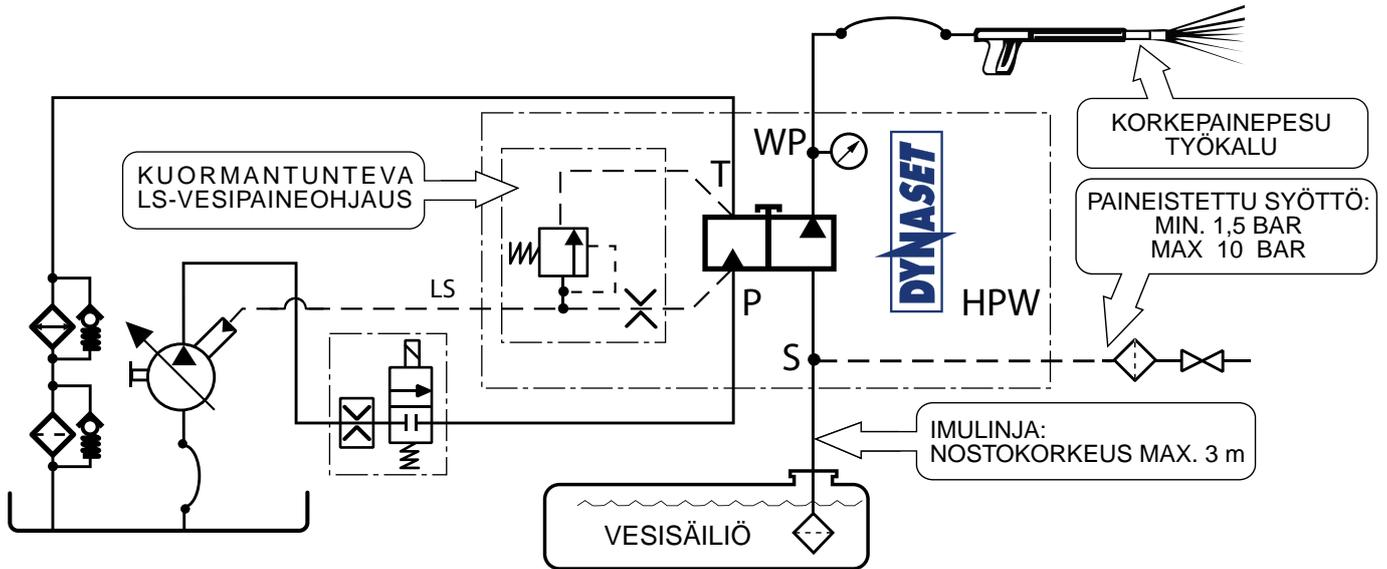 KORKEPAINEPESU
TYÖKALU
WP
T
KUORMANTUNTEVA
LS-VESIPAINEOHJAUS
PAINEISTETTU SYÖTTÖ:
MIN. 1,5 BAR
MAX 10 BAR
DYNASET
LS
P
HPW
S
IMULINJA:
NOSTOKORKEUS MAX. 3 m
VESISÄILIÖ